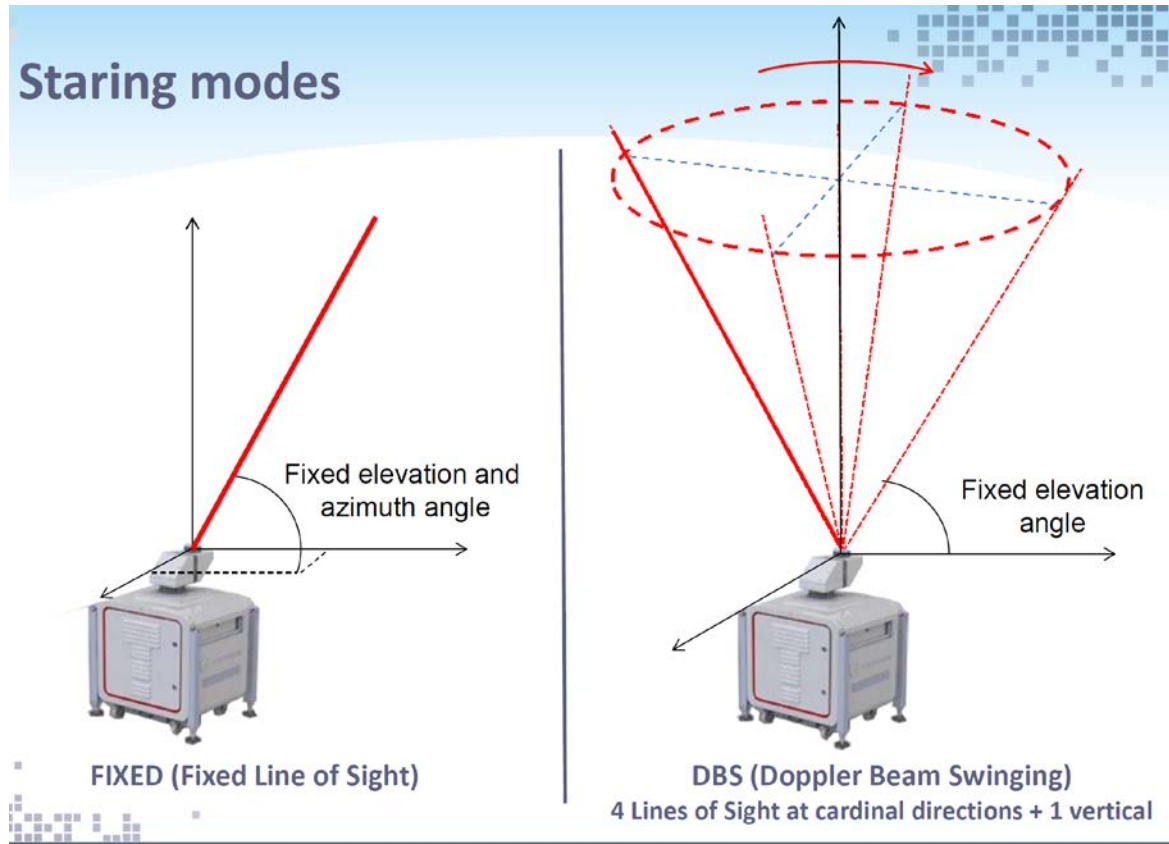 Staring modes
Fixed elevation and
azimuth angle
Fixed elevation
angle
FIXED (Fixed Line of Sight)
DBS (Doppler Beam Swinging)
4 Lines of Sight at cardinal directions + 1 vertical